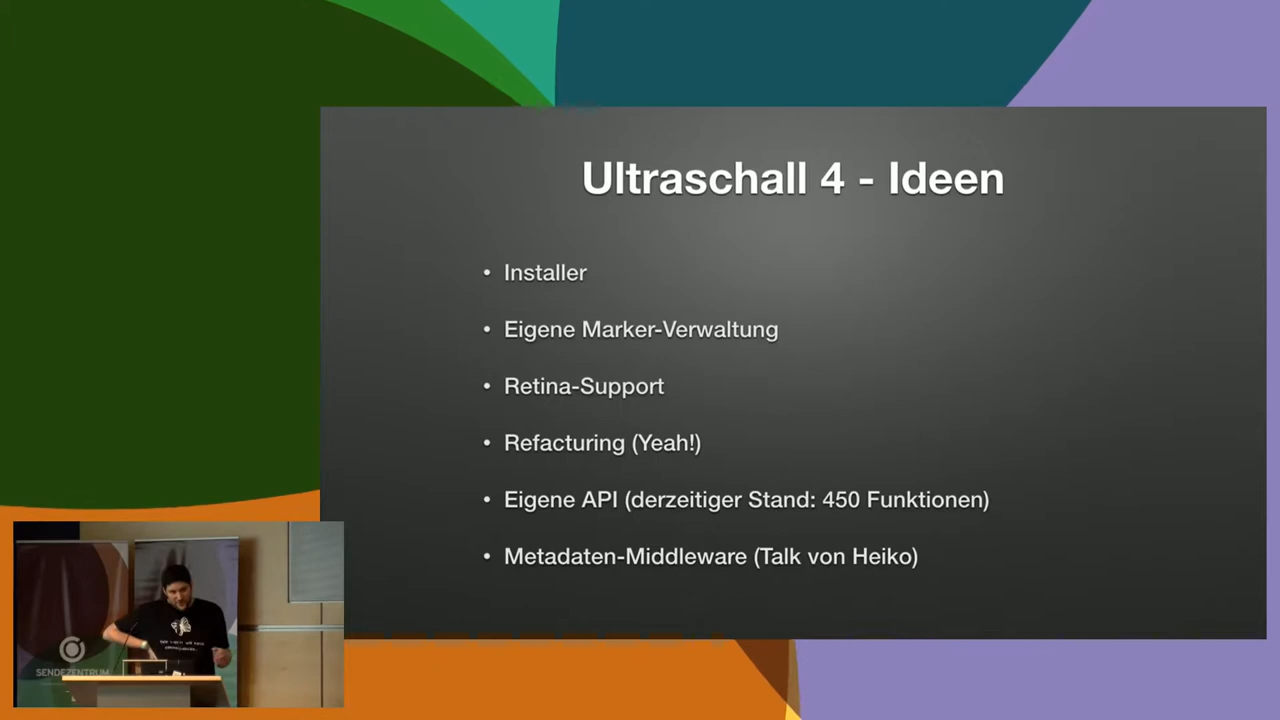 Ultraschall 4 - Ideen
• Installer
• Eigene Marker-Verwaltung
• Retina-Support
• Refacturing (Yeah!)
• Eigene API (derzeitiger Stand: 450 Funktionen)
• Metadaten-Middleware (Talk von Heiko)
SENDEZENTRUM